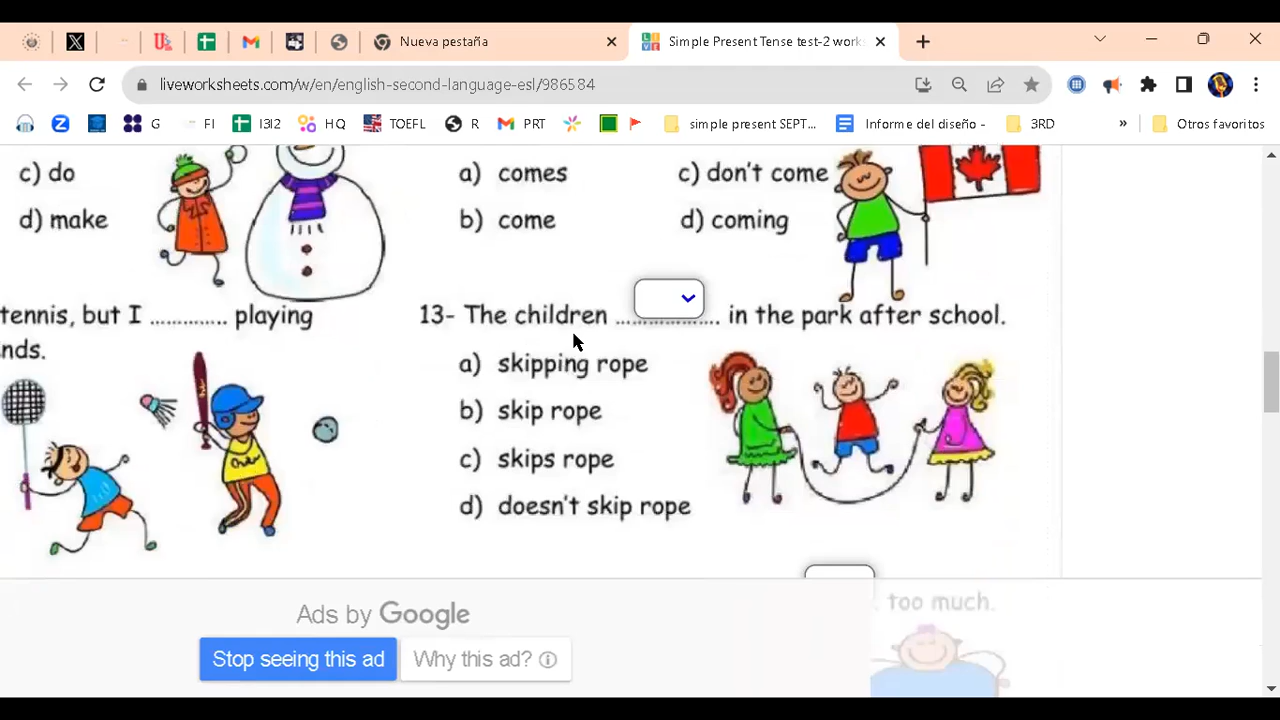 Nueva pestaña
Simple Present Tense test-2 work
liveworksheets.com/w/en/english-second-language-esl/986584
G
FI
I3I2
HQ
TOEFL
R
PRT
simple present SEPT...
Informe del diseño -
3RD
»
Otros favoritos
c) do
d) make
a) comes
c) don't come
b) come
d) coming
tennis, but I ............. playing
nds.
13- The children ................. in the park after school.
a) skipping rope
b) skip rope
c) skips rope
d) doesn't skip rope
too much.
Ads by Google
Stop seeing this ad
Why this ad?